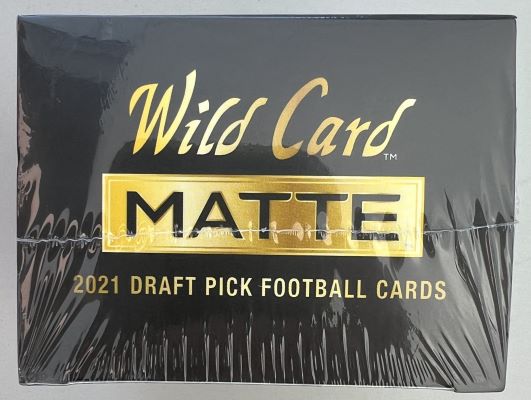 Wild Card™
MATTE
2021 DRAFT PICK FOOTBALL CARDS